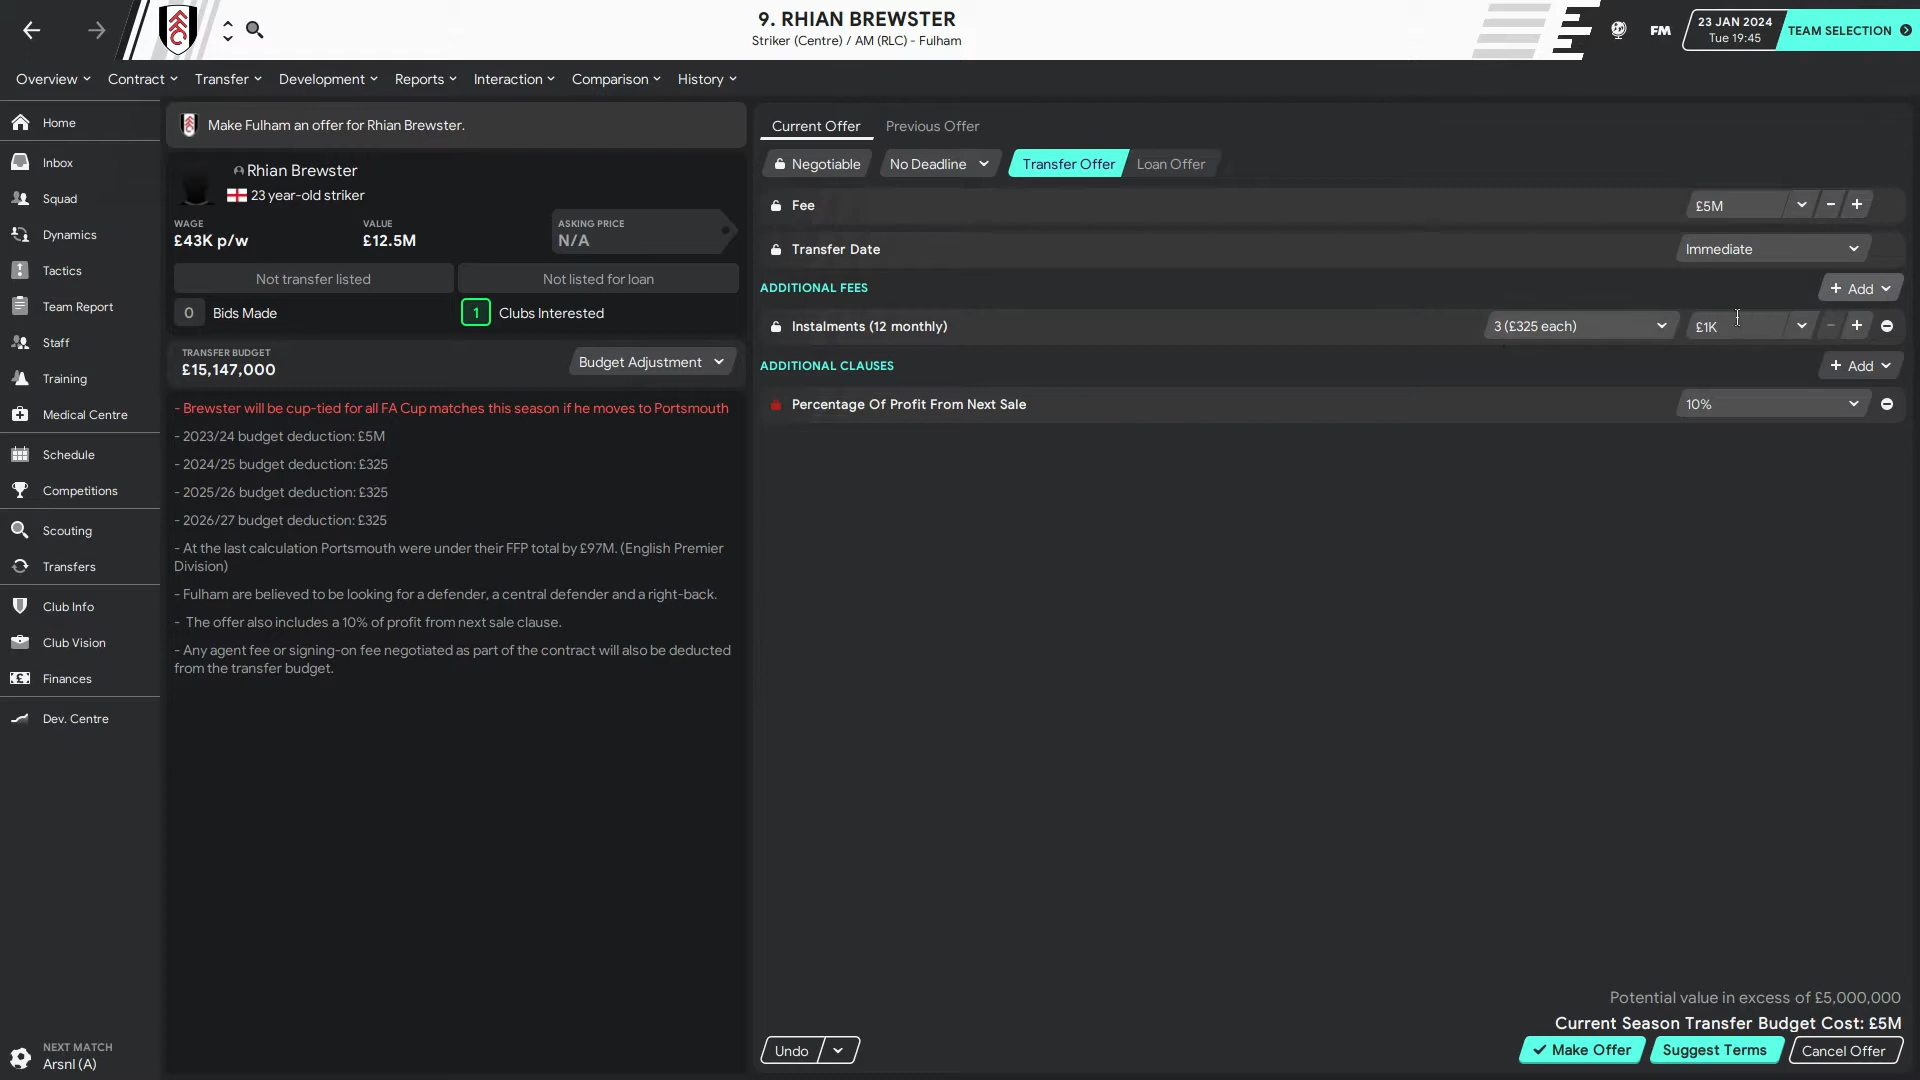 9. RHIAN BREWSTER
Striker (Centre) / AM (RLC) - Fulham
FM
23 JAN 2024
Tue 19:45
TEAM SELECTION
Overview
Contract
Transfer
Development
Reports
Interaction
Comparison
History
Home
Inbox
Squad
Dynamics
Tactics
Team Report
Staff
Training
Medical Centre
Schedule
Competitions
Scouting
Transfers
Club Info
Club Vision
Finances
Dev. Centre
NEXT MATCH
Arsnl (A)
Make Fulham an offer for Rhian Brewster.
Rhian Brewster
23 year-old striker
WAGE
£43K p/w
VALUE
£12.5M
ASKING PRICE
N/A
Not transfer listed
Not listed for loan
0 Bids Made
1 Clubs Interested
TRANSFER BUDGET
£15,147,000
Budget Adjustment
- Brewster will be cup-tied for all FA Cup matches this season if he moves to Portsmouth
- 2023/24 budget deduction: £5M
- 2024/25 budget deduction: £325
- 2025/26 budget deduction: £325
- 2026/27 budget deduction: £325
- At the last calculation Portsmouth were under their FFP total by £97M. (English Premier
Division)
- Fulham are believed to be looking for a defender, a central defender and a right-back.
- The offer also includes a 10% of profit from next sale clause.
- Any agent fee or signing-on fee negotiated as part of the contract will also be deducted
from the transfer budget.
Current Offer
Previous Offer
Negotiable
No Deadline
Transfer Offer
Loan Offer
Fee
£5M
Transfer Date
Immediate
ADDITIONAL FEES
+ Add
Instalments (12 monthly)
3 (£325 each)
£1K
ADDITIONAL CLAUSES
+ Add
Percentage Of Profit From Next Sale
10%
Potential value in excess of £5,000,000
Current Season Transfer Budget Cost: £5M
Undo
Make Offer
Suggest Terms
Cancel Offer